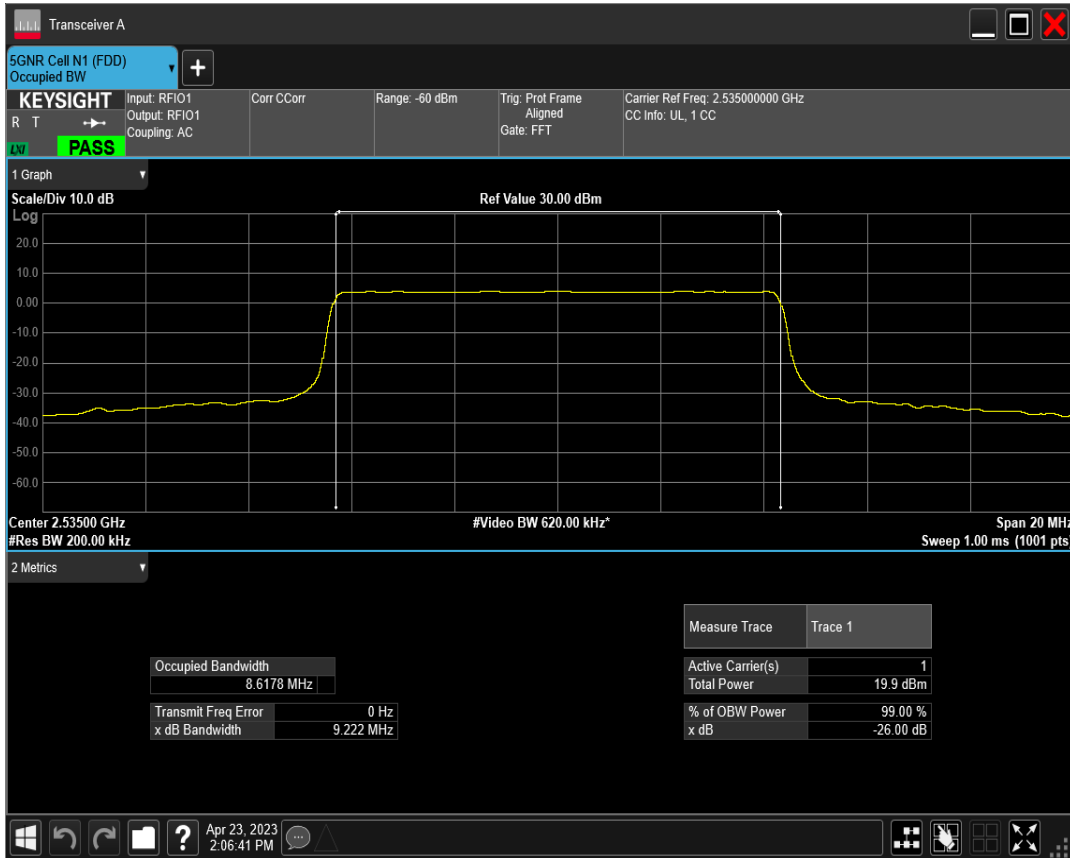 Transceiver A
5GNR Cell N1 (FDD)
Occupied BW
+
KEYSIGHT
R T
LXI
PASS
Input: RFIO1
Output: RFIO1
Coupling: AC
Corr CCorr
Range: -60 dBm
Trig: Prot Frame
Aligned
Gate: FFT
Carrier Ref Freq: 2.535000000 GHz
CC Info: UL, 1 CC
1 Graph
Scale/Div 10.0 dB
Ref Value 30.00 dBm
Log
20.0
10.0
0.00
-10.0
-20.0
-30.0
-40.0
-50.0
-60.0
Center 2.53500 GHz
#Video BW 620.00 kHz*
Span 20 MHz
#Res BW 200.00 kHz
Sweep 1.00 ms (1001 pts)
2 Metrics
Measure Trace Trace 1
Occupied Bandwidth
8.6178 MHz
Active Carrier(s) 1
Total Power 19.9 dBm
Transmit Freq Error 0 Hz
x dB Bandwidth 9.222 MHz
% of OBW Power 99.00 %
x dB -26.00 dB
?
Apr 23, 2023
2:06:41 PM